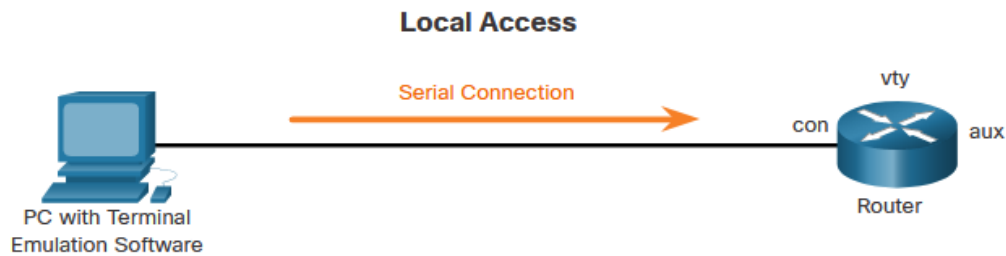 Local Access
Serial Connection
vty
con
aux
PC with Terminal
Emulation Software
Router